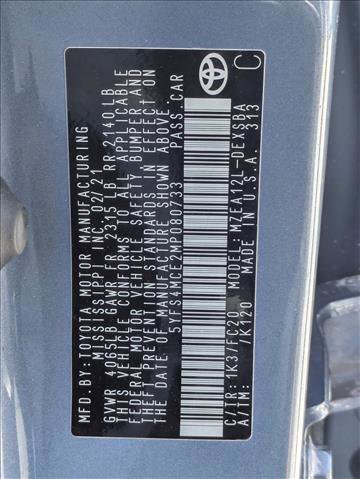 MFD. BY: TOYOTA MOTOR MANUFACTURING
MISSISSIPPI, INC. 02/21
GVWR 4065LB GAWR FR 2315 LB RR 2140LB
THIS VEHICLE CONFORMS TO ALL APPLICABLE
FEDERAL MOTOR VEHICLE SAFETY, BUMPER AND
THEFT PREVENTION STANDARDS IN EFFECT ON
THE DATE OF MANUFACTURE SHOWN ABOVE.
5YFS4MCE2MP080733 PASS. CAR
C
C/TR: 1K3/FC20 MODEL: MZEA12L-DEXSBA
A/TM: /K120 MADE IN U.S.A. 313